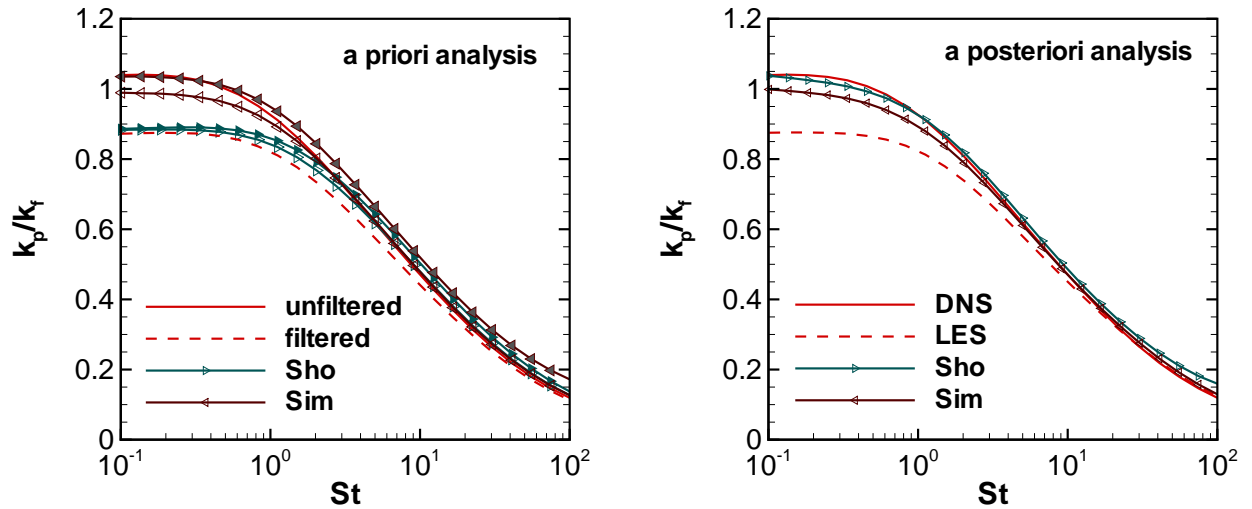 a priori analysis
k_p/k_f
1.2
1
0.8
0.6
0.4
0.2
0
unfiltered
filtered
Sho
Sim
10^-1 10^0 10^1 10^2
St
a posteriori analysis
k_p/k_f
1.2
1
0.8
0.6
0.4
0.2
0
DNS
LES
Sho
Sim
10^-1 10^0 10^1 10^2
St